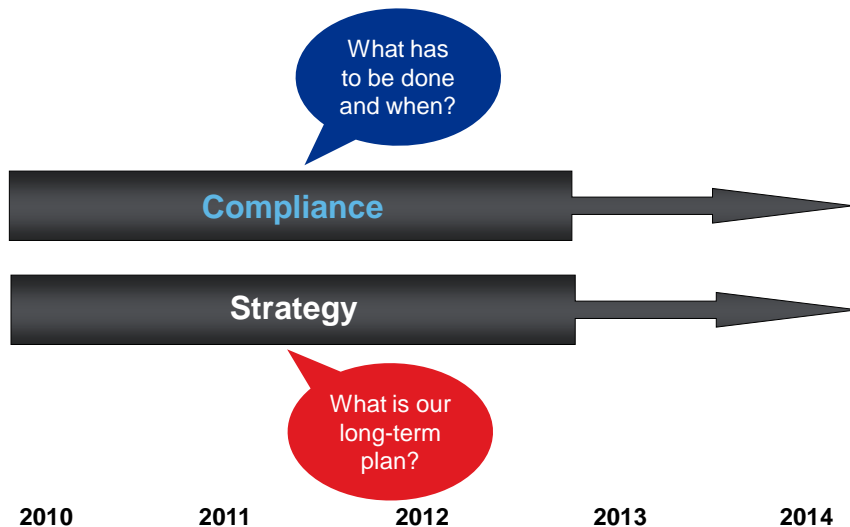 What has
to be done
and when?
Compliance
Strategy
What is our
long-term
plan?
2010 2011 2012 2013 2014